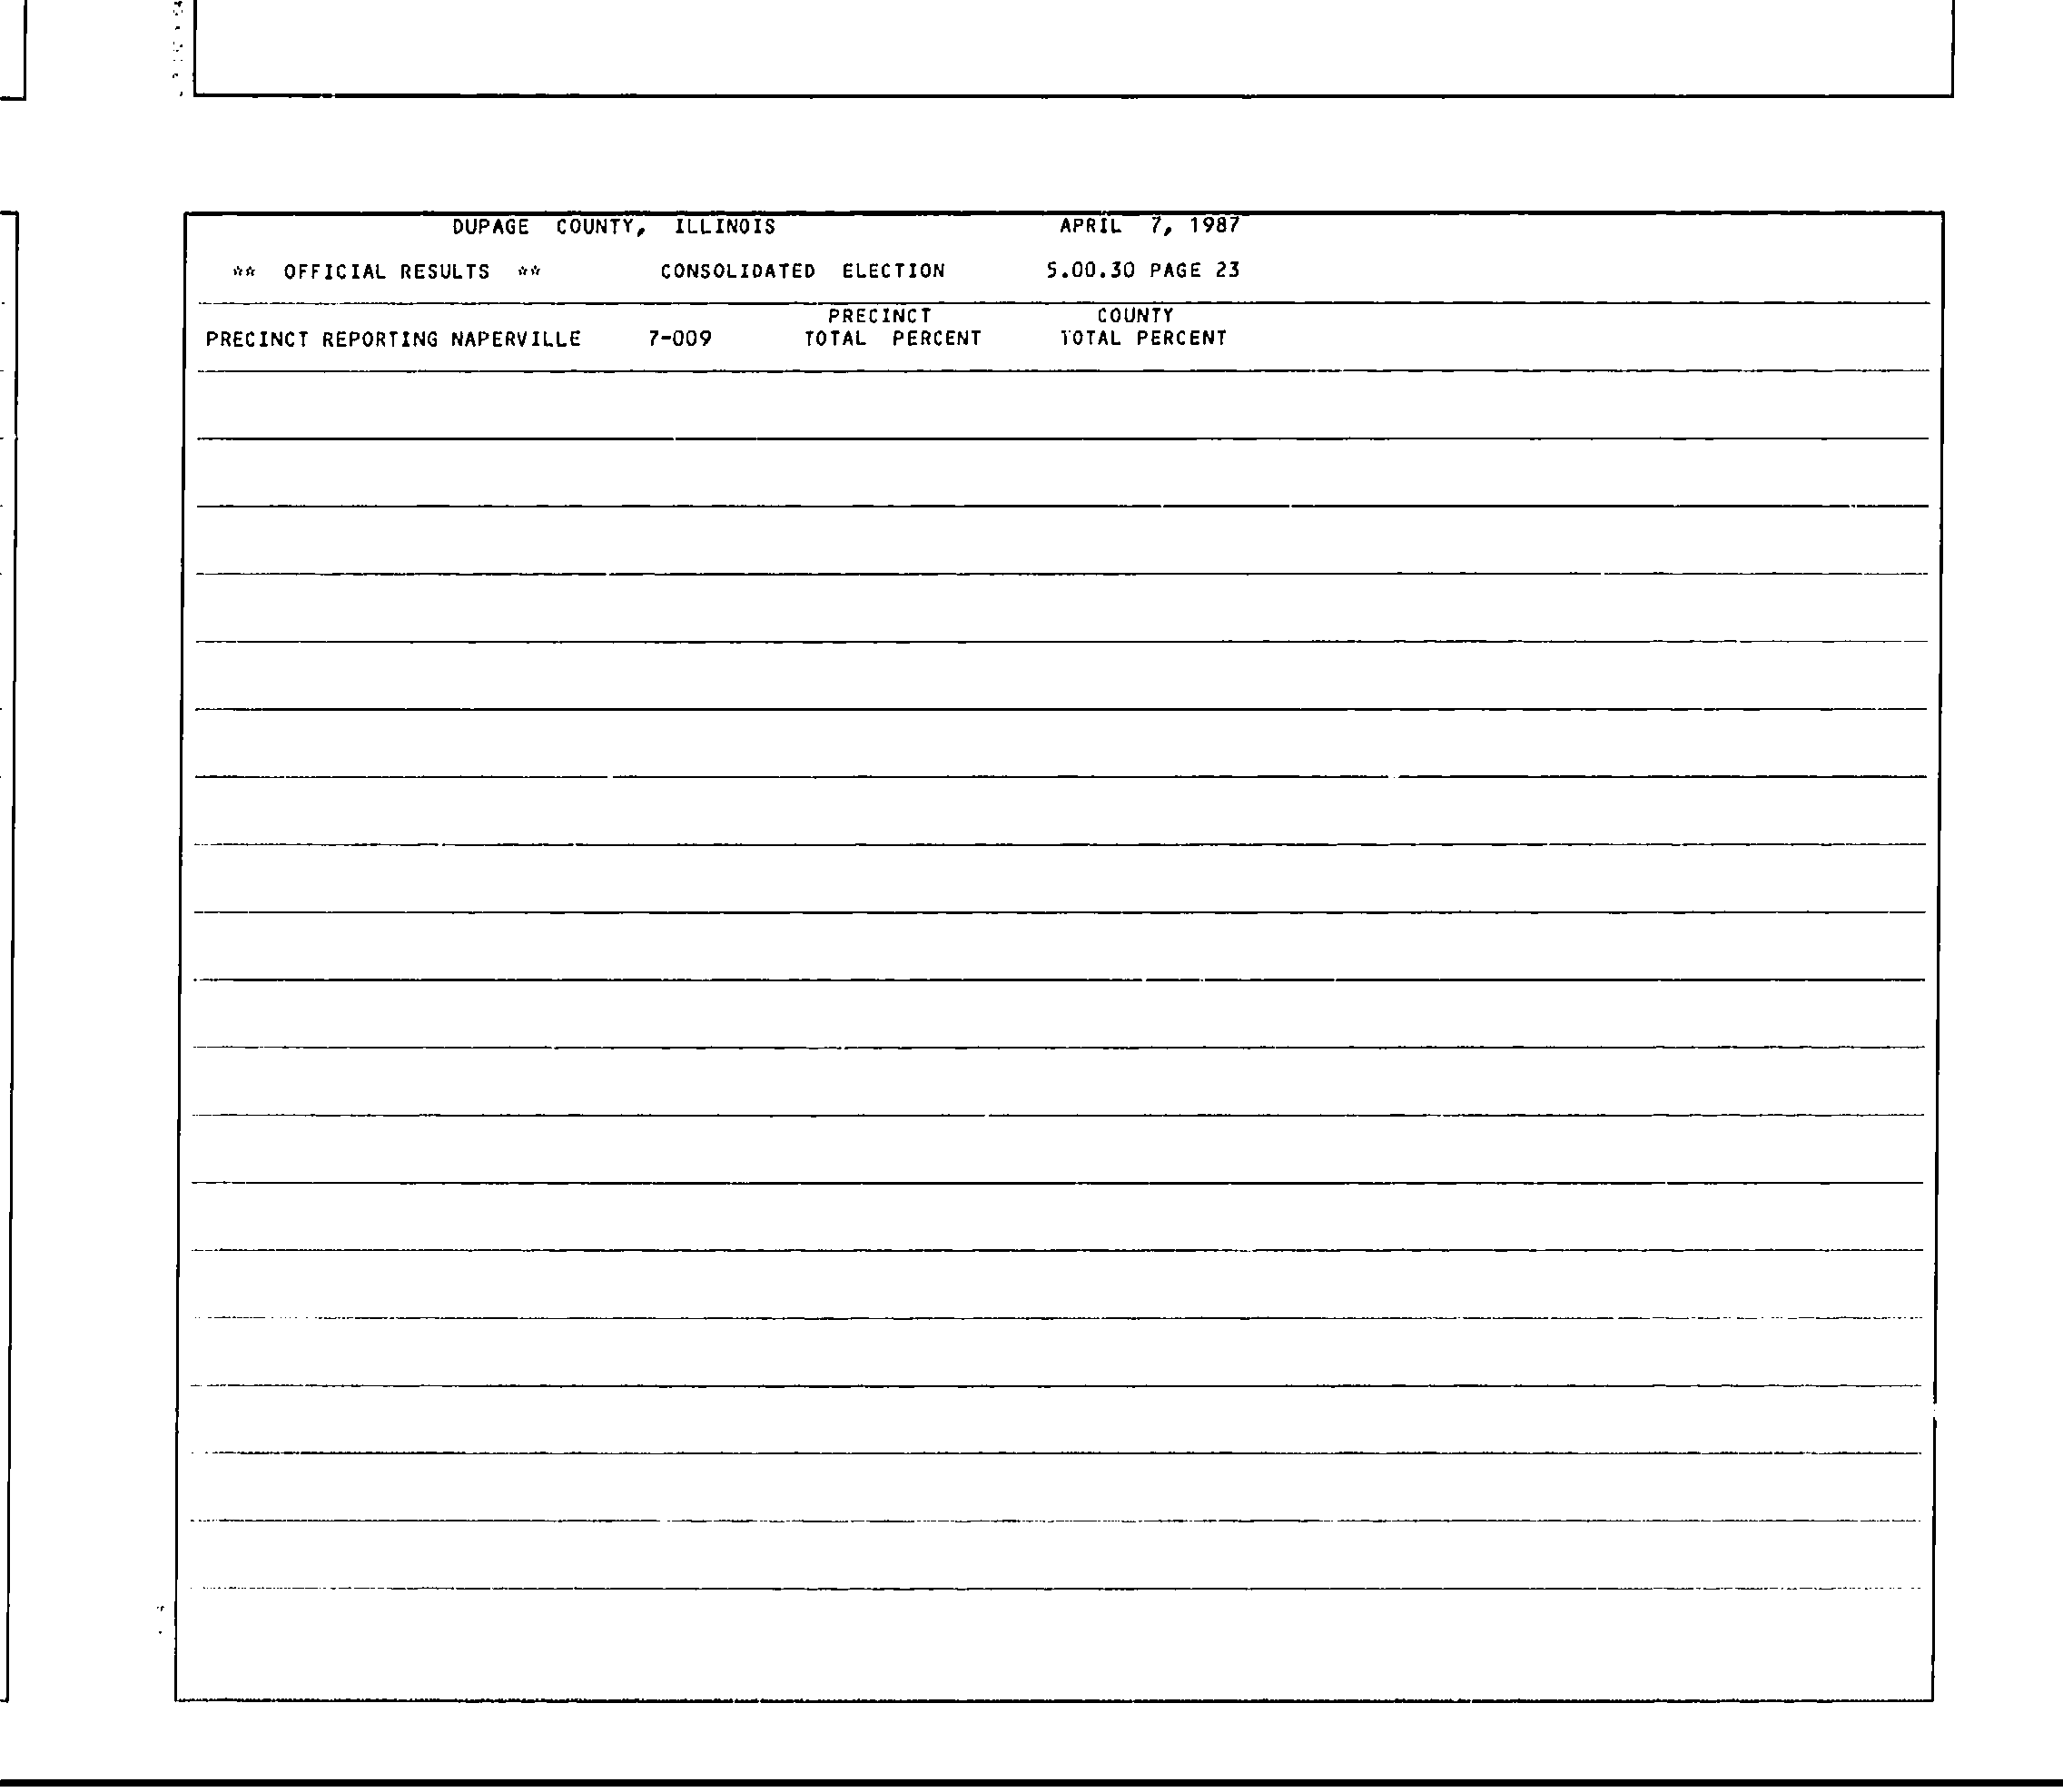 DUPAGE COUNTY, ILLINOIS APRIL 7, 1987
** OFFICIAL RESULTS ** CONSOLIDATED ELECTION 5.00.30 PAGE 23
PRECINCT COUNTY
PRECINCT REPORTING NAPERVILLE 7-009 TOTAL PERCENT TOTAL PERCENT